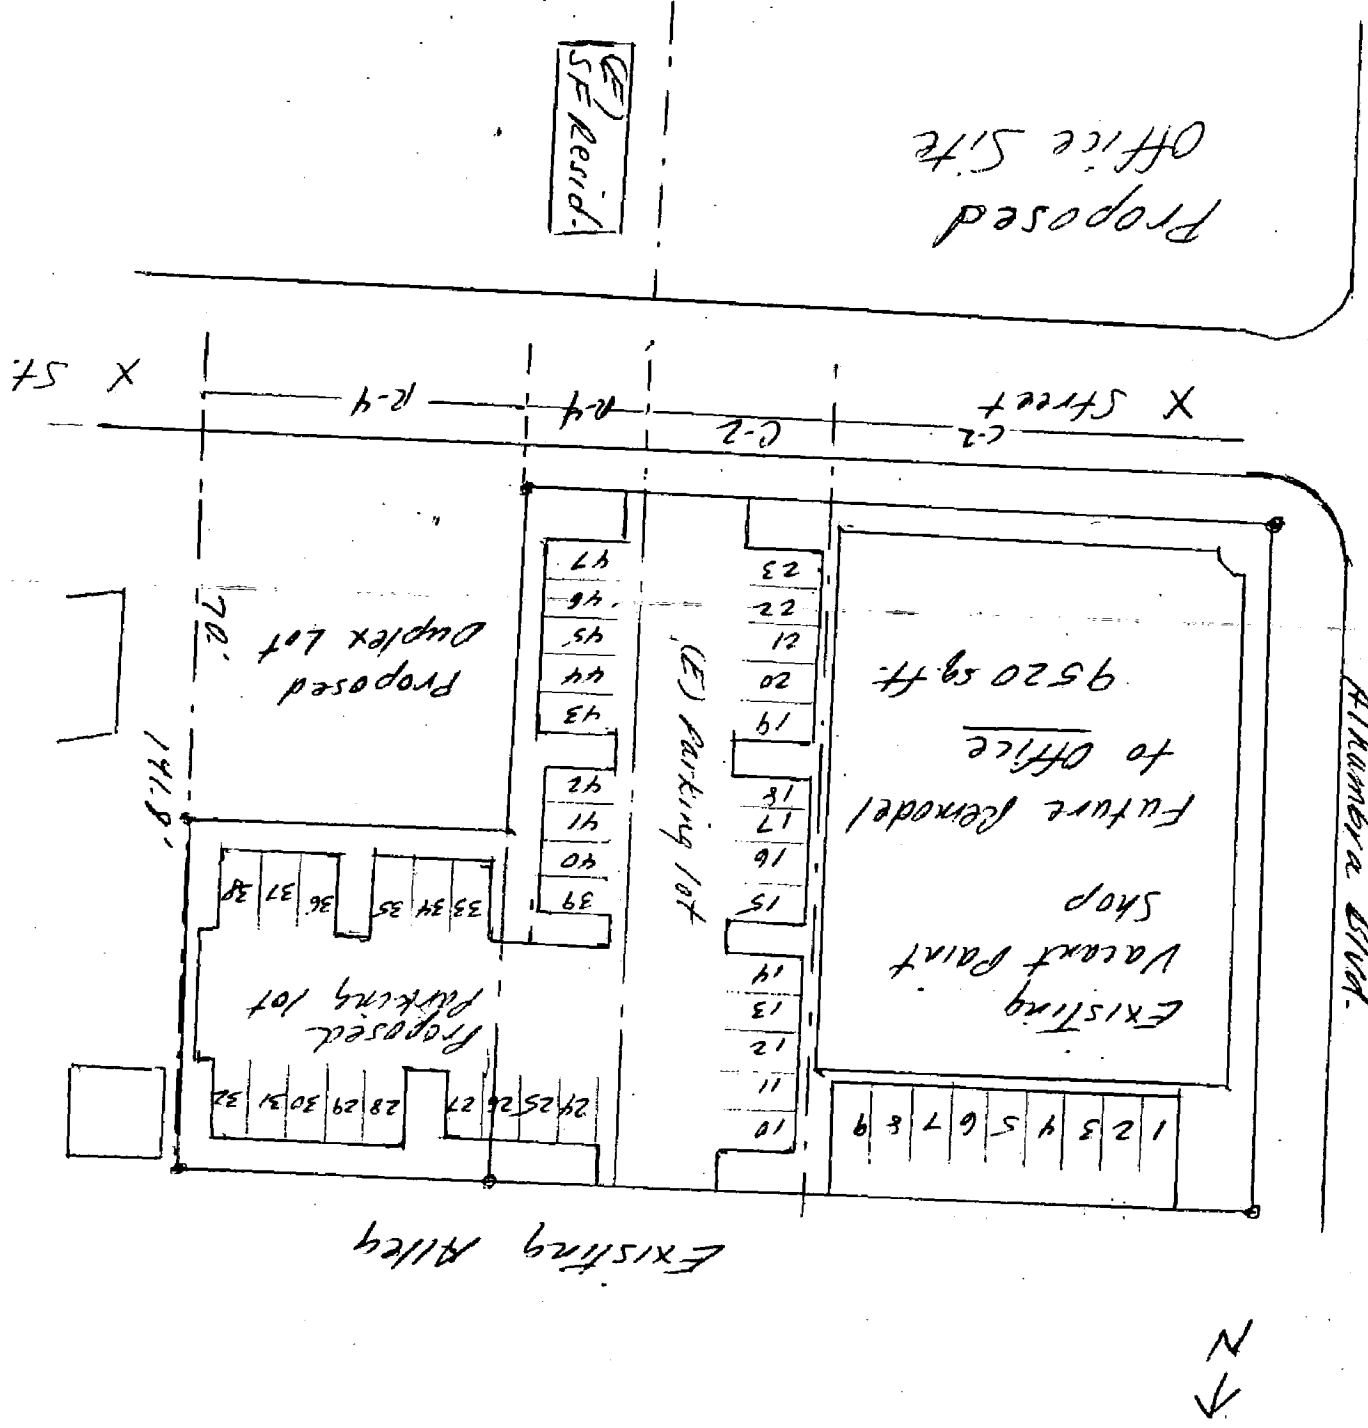 N
Existing Alley
1 2 3 4 5 6 7 8 9
10
11
12
13
14
15
16
17
18
19
20
21
22
23
24 25 26 27 28 29 30 31 32
Proposed
Parking lot
33 34 35 36 37 38
39
40
41
42
43
44
45
46
47
Existing
Vacant Paint
Shop
Future Remodel
to Office
9520 sq.ft.
(E) Parking lot
Proposed
Duplex Lot
141.8'
70'
Alhambra Blvd.
C-2
C-2
R-4
R-4
X Street
X St.
Proposed
Office Site
(E)
SF Resid.